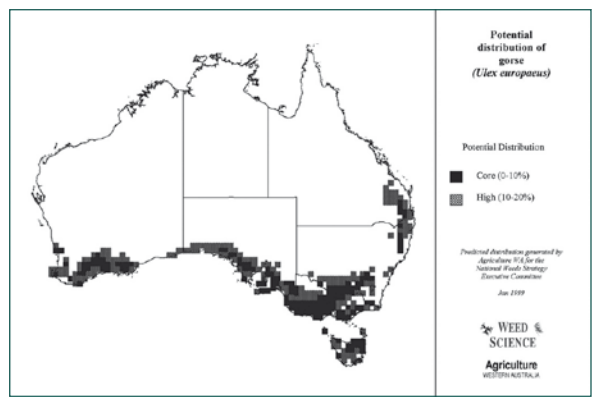 Potential
distribution of
gorse
(Ulex europaeus)
Potential Distribution
Core (0-10%)
High (10-20%)
Predicted distribution generated by
Agriculture WA for the
National Weeds Strategy
Executive Committee
Jan 1999
WEED
SCIENCE
Agriculture
WESTERN AUSTRALIA